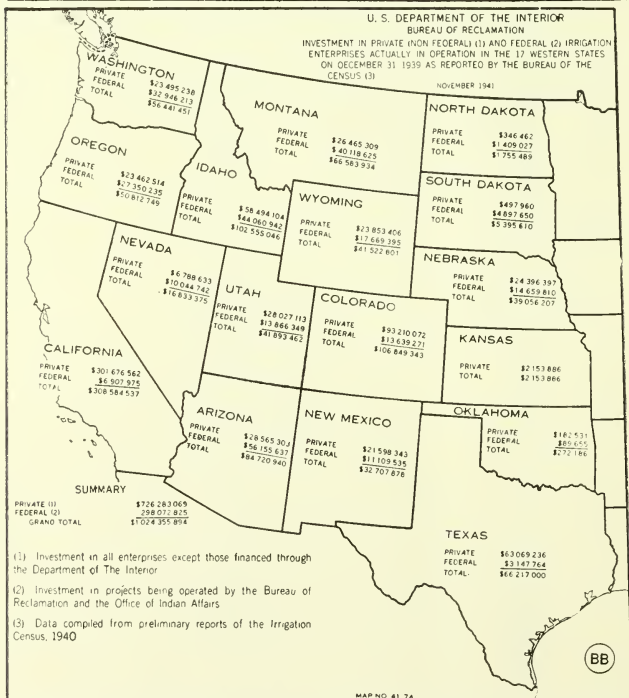 U. S. DEPARTMENT OF THE INTERIOR
BUREAU OF RECLAMATION
INVESTMENT IN PRIVATE (NON FEDERAL) (1) AND FEDERAL (2) IRRIGATION
ENTERPRISES ACTUALLY IN OPERATION IN THE 17 WESTERN STATES
ON DECEMBER 31 1939 AS REPORTED BY THE BUREAU OF THE
CENSUS (3)
NOVEMBER 1941
WASHINGTON
PRIVATE $23 495 238
FEDERAL $32 946 213
TOTAL $56 441 451
MONTANA
PRIVATE $26 465 309
FEDERAL $40 118 625
TOTAL $66 583 934
NORTH DAKOTA
PRIVATE $346 462
FEDERAL $1 409 027
TOTAL $1 755 489
OREGON
PRIVATE $23 462 514
FEDERAL $27 350 235
TOTAL $50 812 749
IDAHO
PRIVATE $58 494 104
FEDERAL $44 060 942
TOTAL $102 555 046
WYOMING
PRIVATE $23 853 406
FEDERAL $17 669 395
TOTAL $41 522 801
SOUTH DAKOTA
PRIVATE $497 960
FEDERAL $4 897 650
TOTAL $5 395 610
NEVADA
PRIVATE $6 788 633
FEDERAL $10 044 742
TOTAL $16 833 375
UTAH
PRIVATE $28 027 113
FEDERAL $13 866 349
TOTAL $41 893 462
COLORADO
PRIVATE $93 210 072
FEDERAL $13 639 271
TOTAL $106 849 343
NEBRASKA
PRIVATE $24 396 397
FEDERAL $14 659 810
TOTAL $39 056 207
KANSAS
PRIVATE $2 153 886
TOTAL $2 153 886
CALIFORNIA
PRIVATE $301 676 562
FEDERAL $6 907 975
TOTAL $308 584 537
ARIZONA
PRIVATE $28 565 303
FEDERAL $56 155 637
TOTAL $84 720 940
NEW MEXICO
PRIVATE $21 598 343
FEDERAL $11 109 535
TOTAL $32 707 878
OKLAHOMA
PRIVATE $182 531
FEDERAL $89 655
TOTAL $272 186
TEXAS
PRIVATE $63 069 236
FEDERAL $3 147 764
TOTAL $66 217 000
SUMMARY
PRIVATE (1) $726 283 069
FEDERAL (2) 298 072 825
GRAND TOTAL $1 024 355 894
(1) Investment in all enterprises except those financed through
the Department of The Interior
(2) Investment in projects being operated by the Bureau of
Reclamation and the Office of Indian Affairs
(3) Data compiled from preliminary reports of the Irrigation
Census, 1940
BB
MAP NO. 41 7A